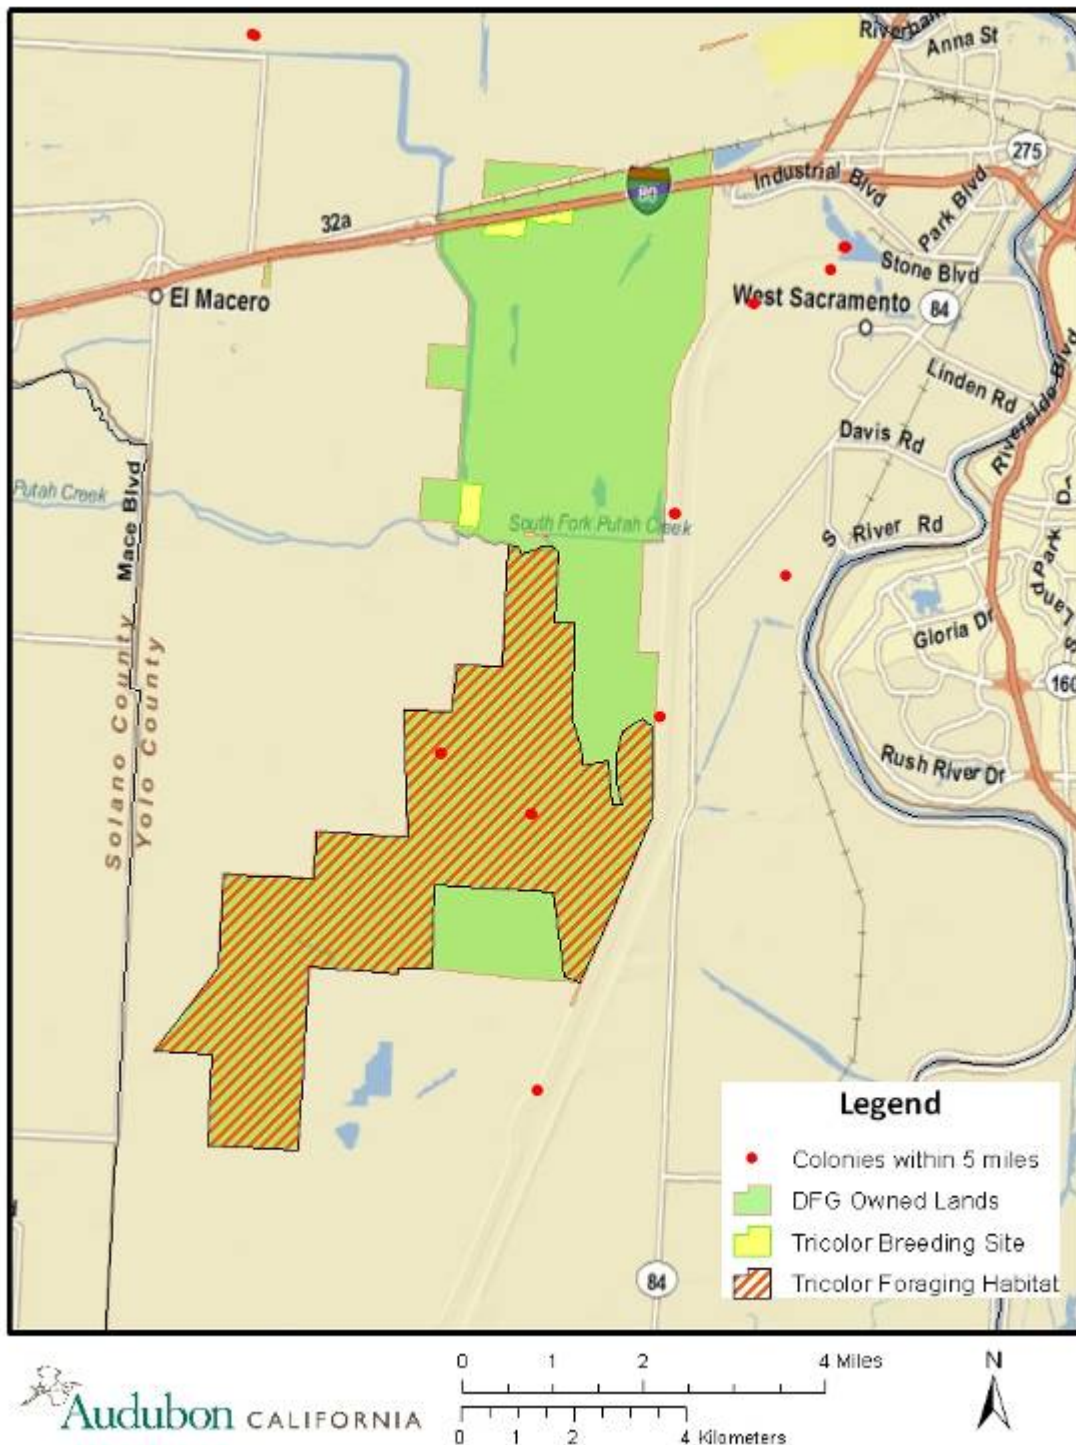 Riverban
Anna St
275
Industrial Blvd
80
Park Blvd
32a
Stone Blvd
El Macero
West Sacramento
84
Linden Rd
Riverside Blvd
Davis Rd
Putah Creek
Mace Blvd
South Fork Putah Creek
S River Rd
Park D
S Land
Gloria Dr
160
Solano County
Yolo County
Rush River Dr
Legend
Colonies within 5 miles
DFG Owned Lands
Tricolor Breeding Site
Tricolor Foraging Habitat
84
0 1 2 4 Miles
N
Audubon CALIFORNIA
0 1 2 4 Kilometers